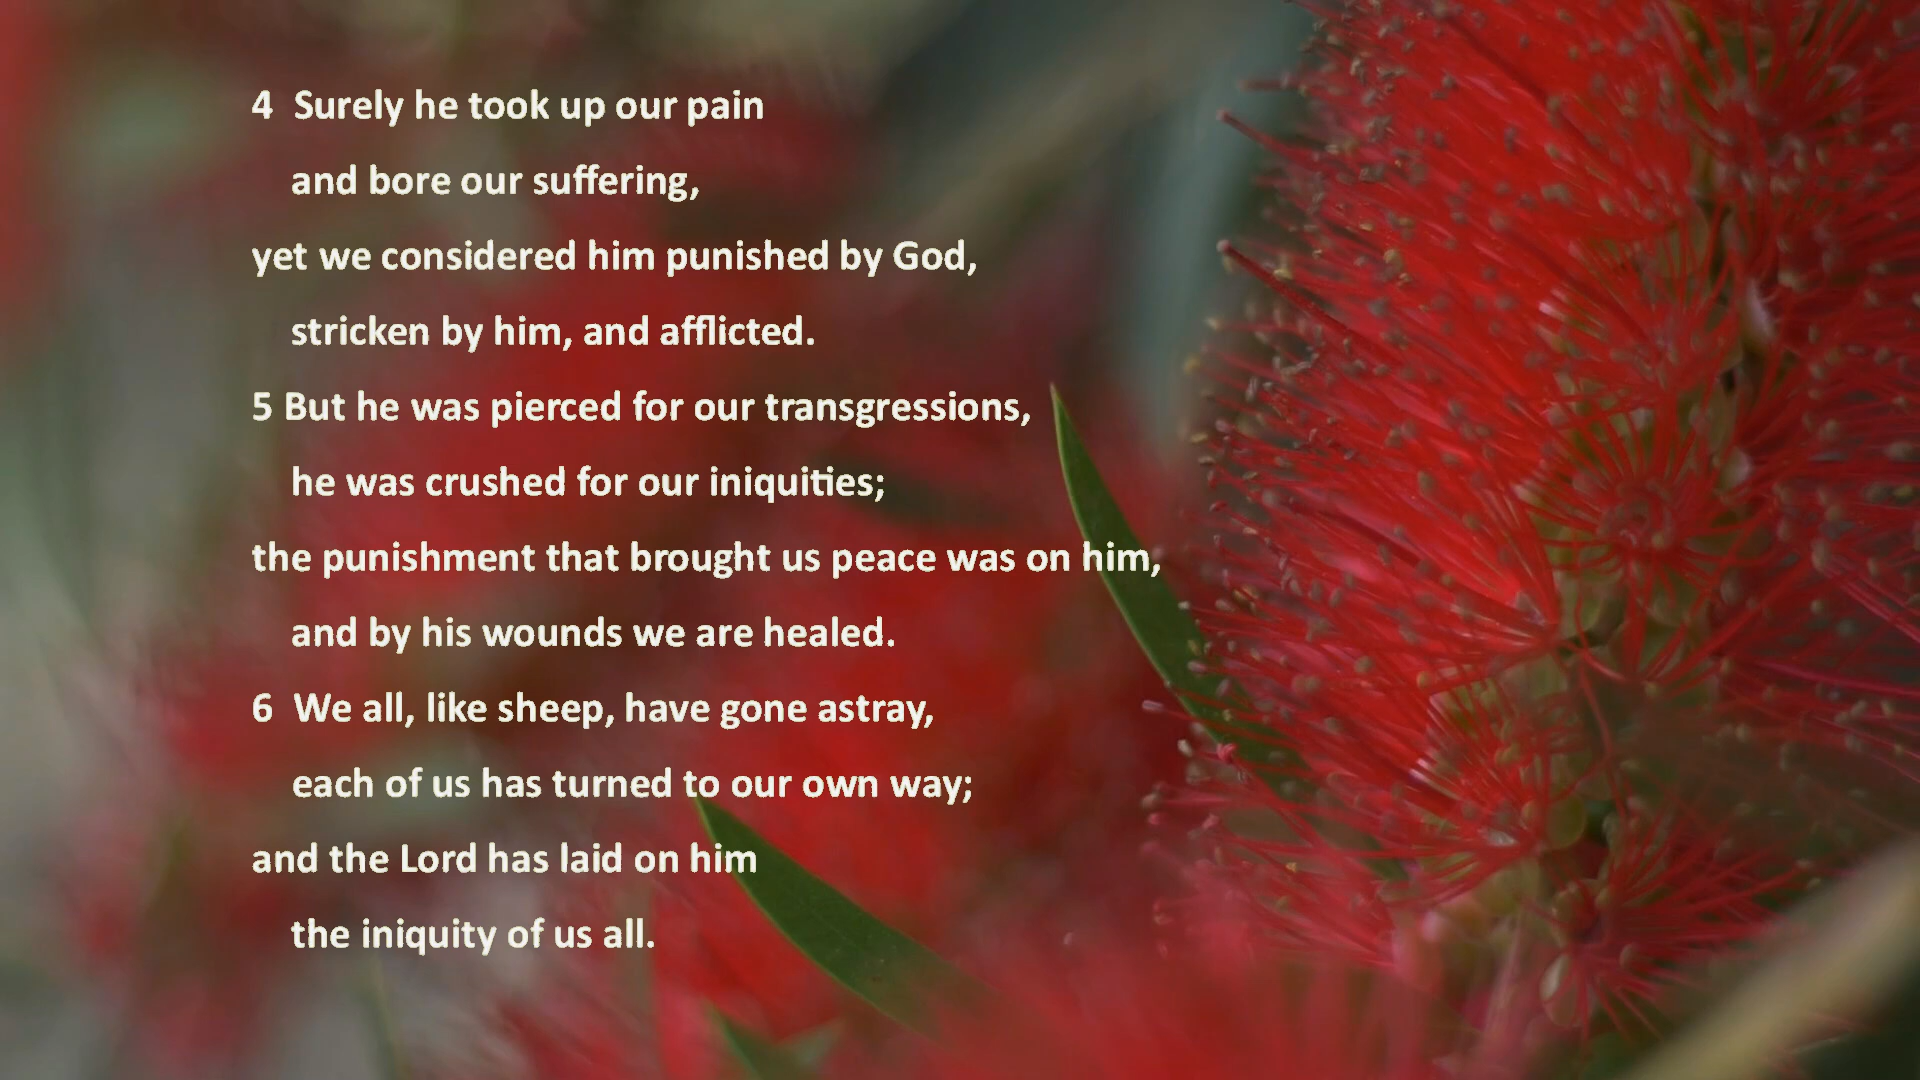 4 Surely he took up our pain
and bore our suffering,
yet we considered him punished by God,
stricken by him, and afflicted.
5 But he was pierced for our transgressions,
he was crushed for our iniquities;
the punishment that brought us peace was on him,
and by his wounds we are healed.
6 We all, like sheep, have gone astray,
each of us has turned to our own way;
and the Lord has laid on him
the iniquity of us all.